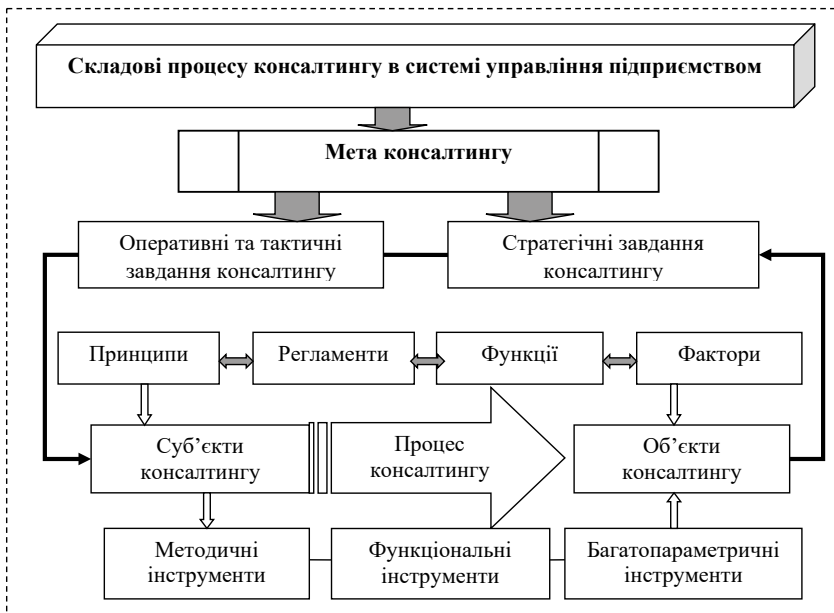 Складові процесу консалтингу в системі управління підприємством
Мета консалтингу
Оперативні та тактичні
завдання консалтингу
Стратегічні завдання
консалтингу
Принципи
Регламенти
Функції
Фактори
Суб’єкти
консалтингу
Процес
консалтингу
Об’єкти
консалтингу
Методичні
інструменти
Функціональні
інструменти
Багатопараметричні
інструменти